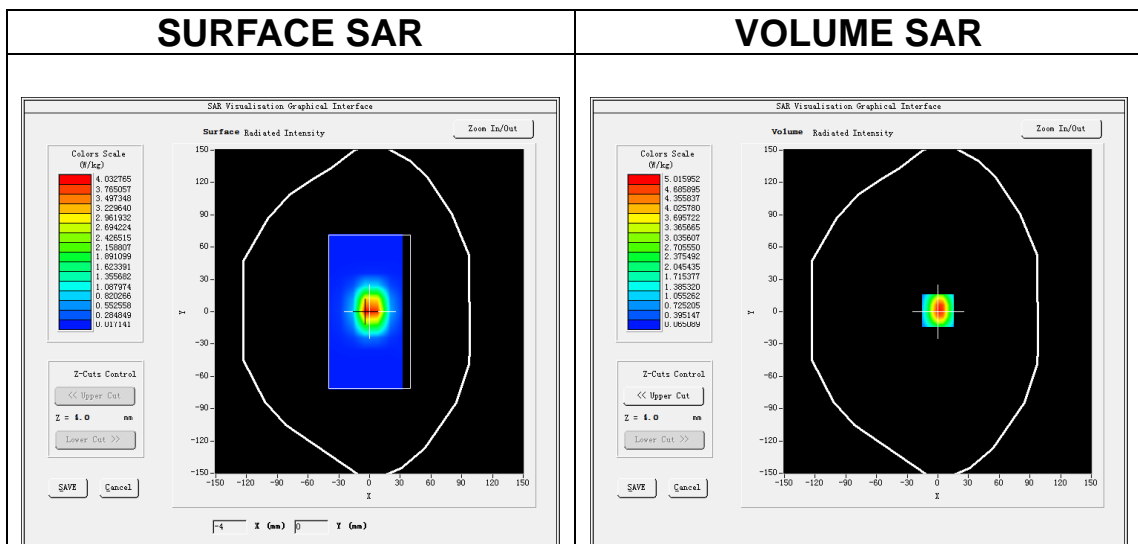 SURFACE SAR
VOLUME SAR
SAR Visualisation Graphical Interface
Surface Radiated Intensity
Zoom In/Out
Colors Scale
(W/kg)
4.032765
3.765057
3.497348
3.229640
2.961932
2.694224
2.426515
2.158807
1.891099
1.623391
1.355682
1.087974
0.820266
0.552558
0.284849
0.017141
150
120
90
60
30
0
-30
-60
-90
-120
-150
Y
-150 -120 -90 -60 -30 0 30 60 90 120 150
X
Z-Cuts Control
<< Upper Cut
Z = 4.0 mm
Lower Cut >>
SAVE
Cancel
-4 X (mm) 0 Y (mm)
SAR Visualisation Graphical Interface
Volume Radiated Intensity
Zoom In/Out
Colors Scale
(W/kg)
5.015952
4.685895
4.355837
4.025780
3.695722
3.365665
3.035607
2.705550
2.375492
2.045435
1.715377
1.385320
1.055262
0.725205
0.395147
0.065089
150
120
90
60
30
0
-30
-60
-90
-120
-150
Y
-150 -120 -90 -60 -30 0 30 60 90 120 150
X
Z-Cuts Control
<< Upper Cut
Z = 4.0 mm
Lower Cut >>
SAVE
Cancel